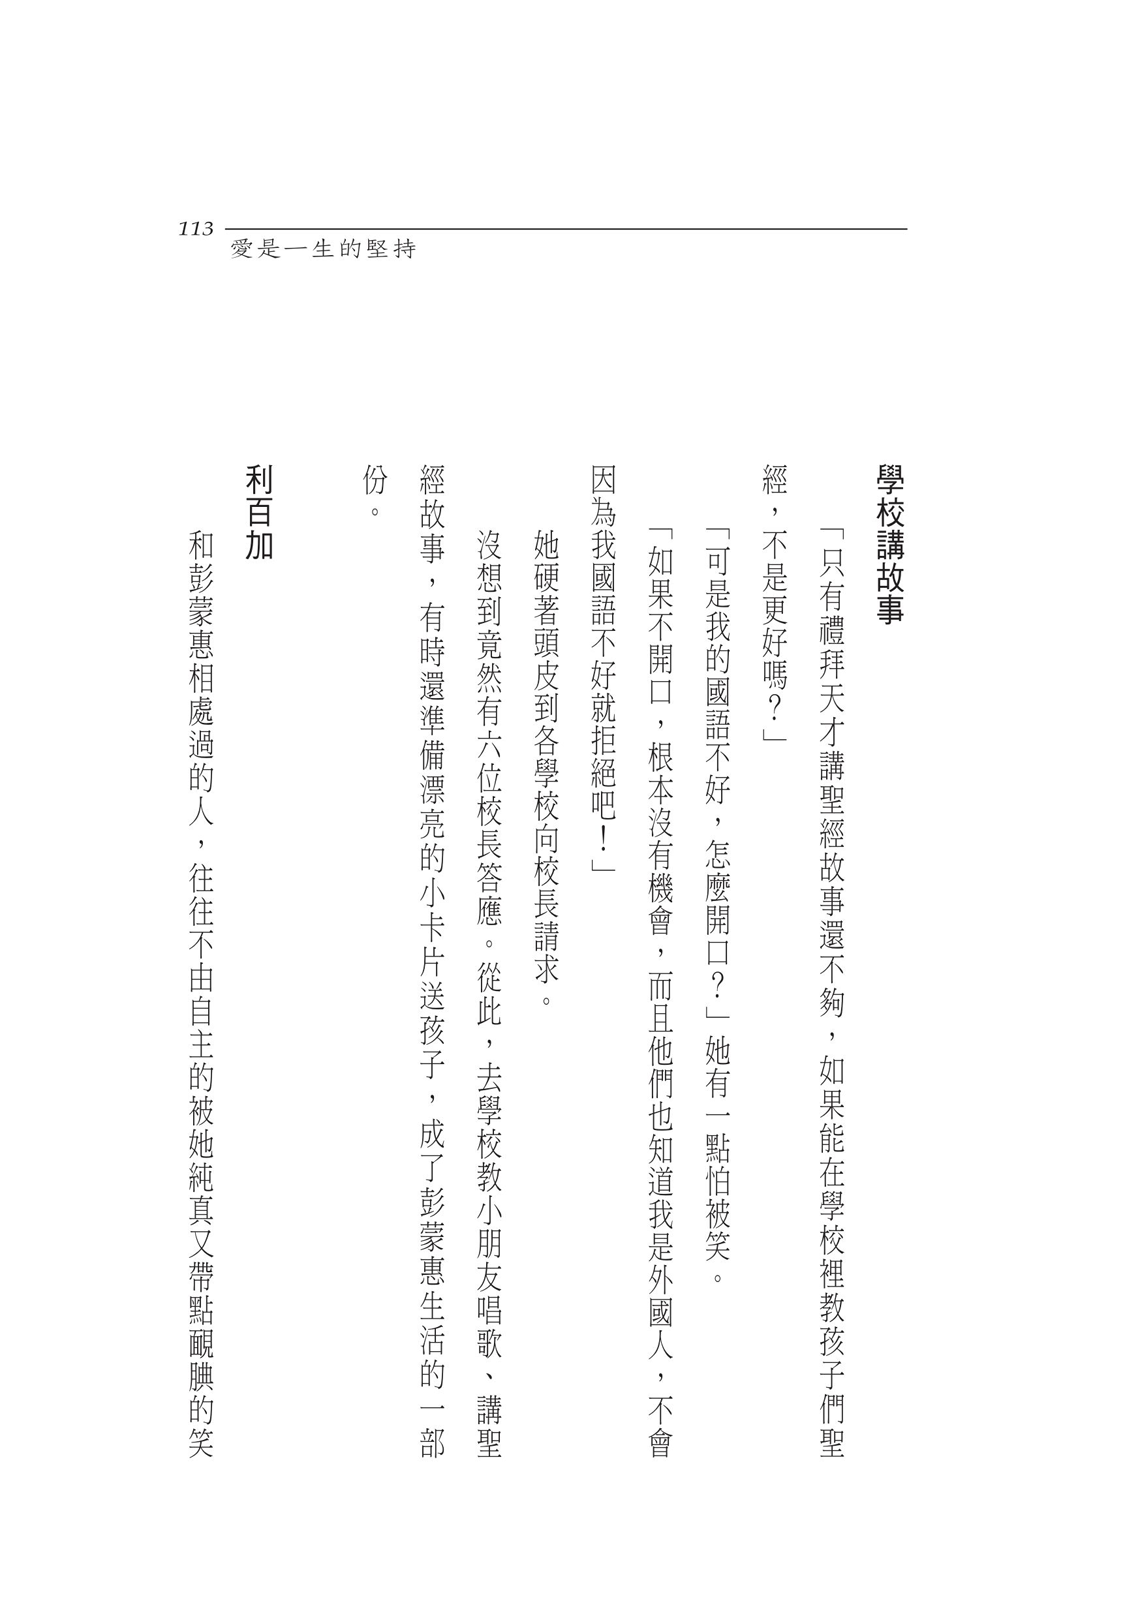 113
愛是一生的堅持
學校講故事
「只有禮拜天才講聖經故事還不夠，如果能在學校裡教孩子們聖
經，不是更好嗎？」
「可是我的國語不好，怎麼開口？」她有一點怕被笑。
「如果不開口，根本沒有機會，而且他們也知道我是外國人，不會
因為我國語不好就拒絕吧！」
她硬著頭皮到各學校向校長請求。
沒想到竟然有六位校長答應。從此，去學校教小朋友唱歌、講聖
經故事，有時還準備漂亮的小卡片送孩子，成了彭蒙惠生活的一部
份。
利百加
和彭蒙惠相處過的人，往往不由自主的被她純真又帶點靦腆的笑